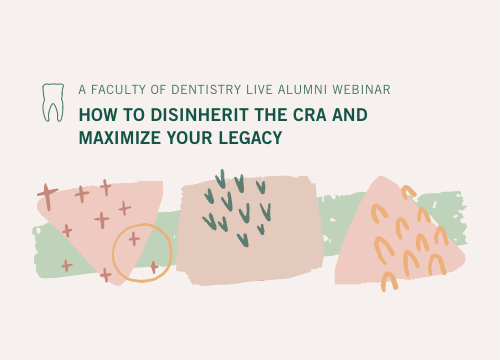 A FACULTY OF DENTISTRY LIVE ALUMNI WEBINAR
HOW TO DISINHERIT THE CRA AND
MAXIMIZE YOUR LEGACY